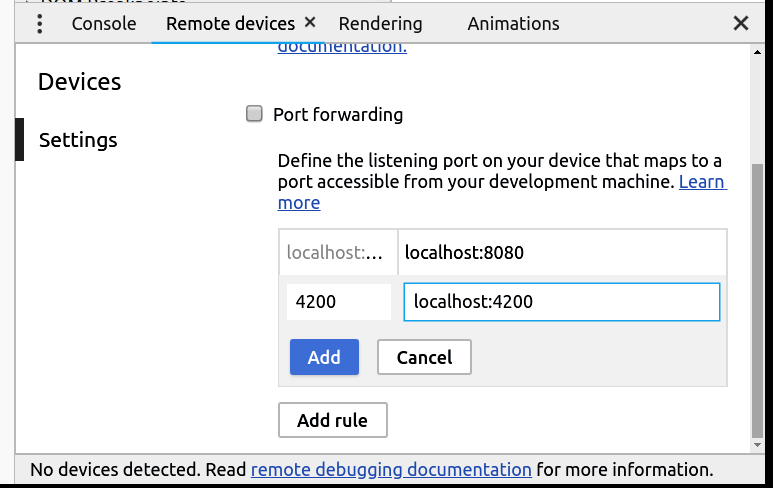 Console Remote devices × Rendering Animations ×
documentation.
Devices
Port forwarding
Settings
Define the listening port on your device that maps to a
port accessible from your development machine. Learn
more
localhost:... localhost:8080
4200 localhost:4200
Add Cancel
Add rule
No devices detected. Read remote debugging documentation for more information.